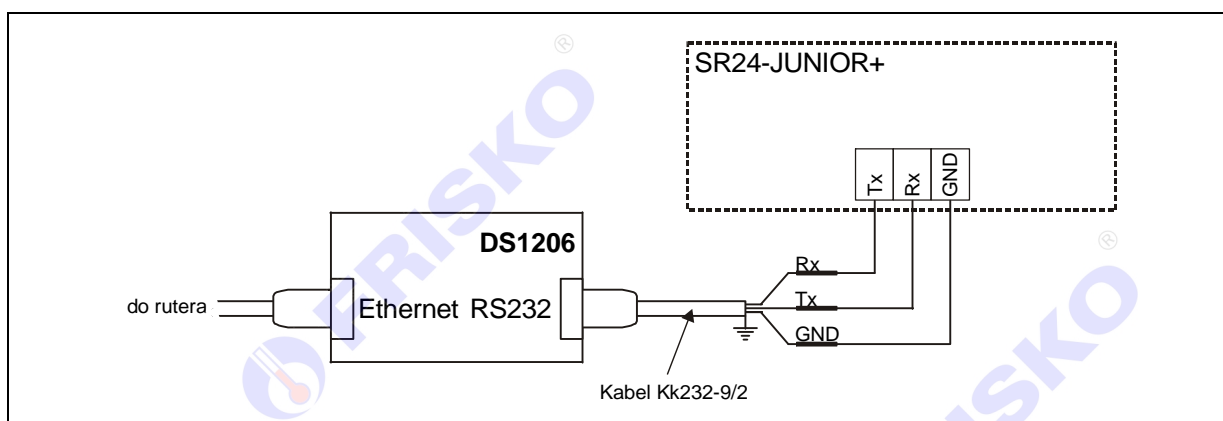 SR24-JUNIOR+
Tx
Rx
GND
DS1206
Ethernet RS232
do rutera
Rx
Tx
GND
Kabel Kk232-9/2
FRISKO ®
FRISKO ®